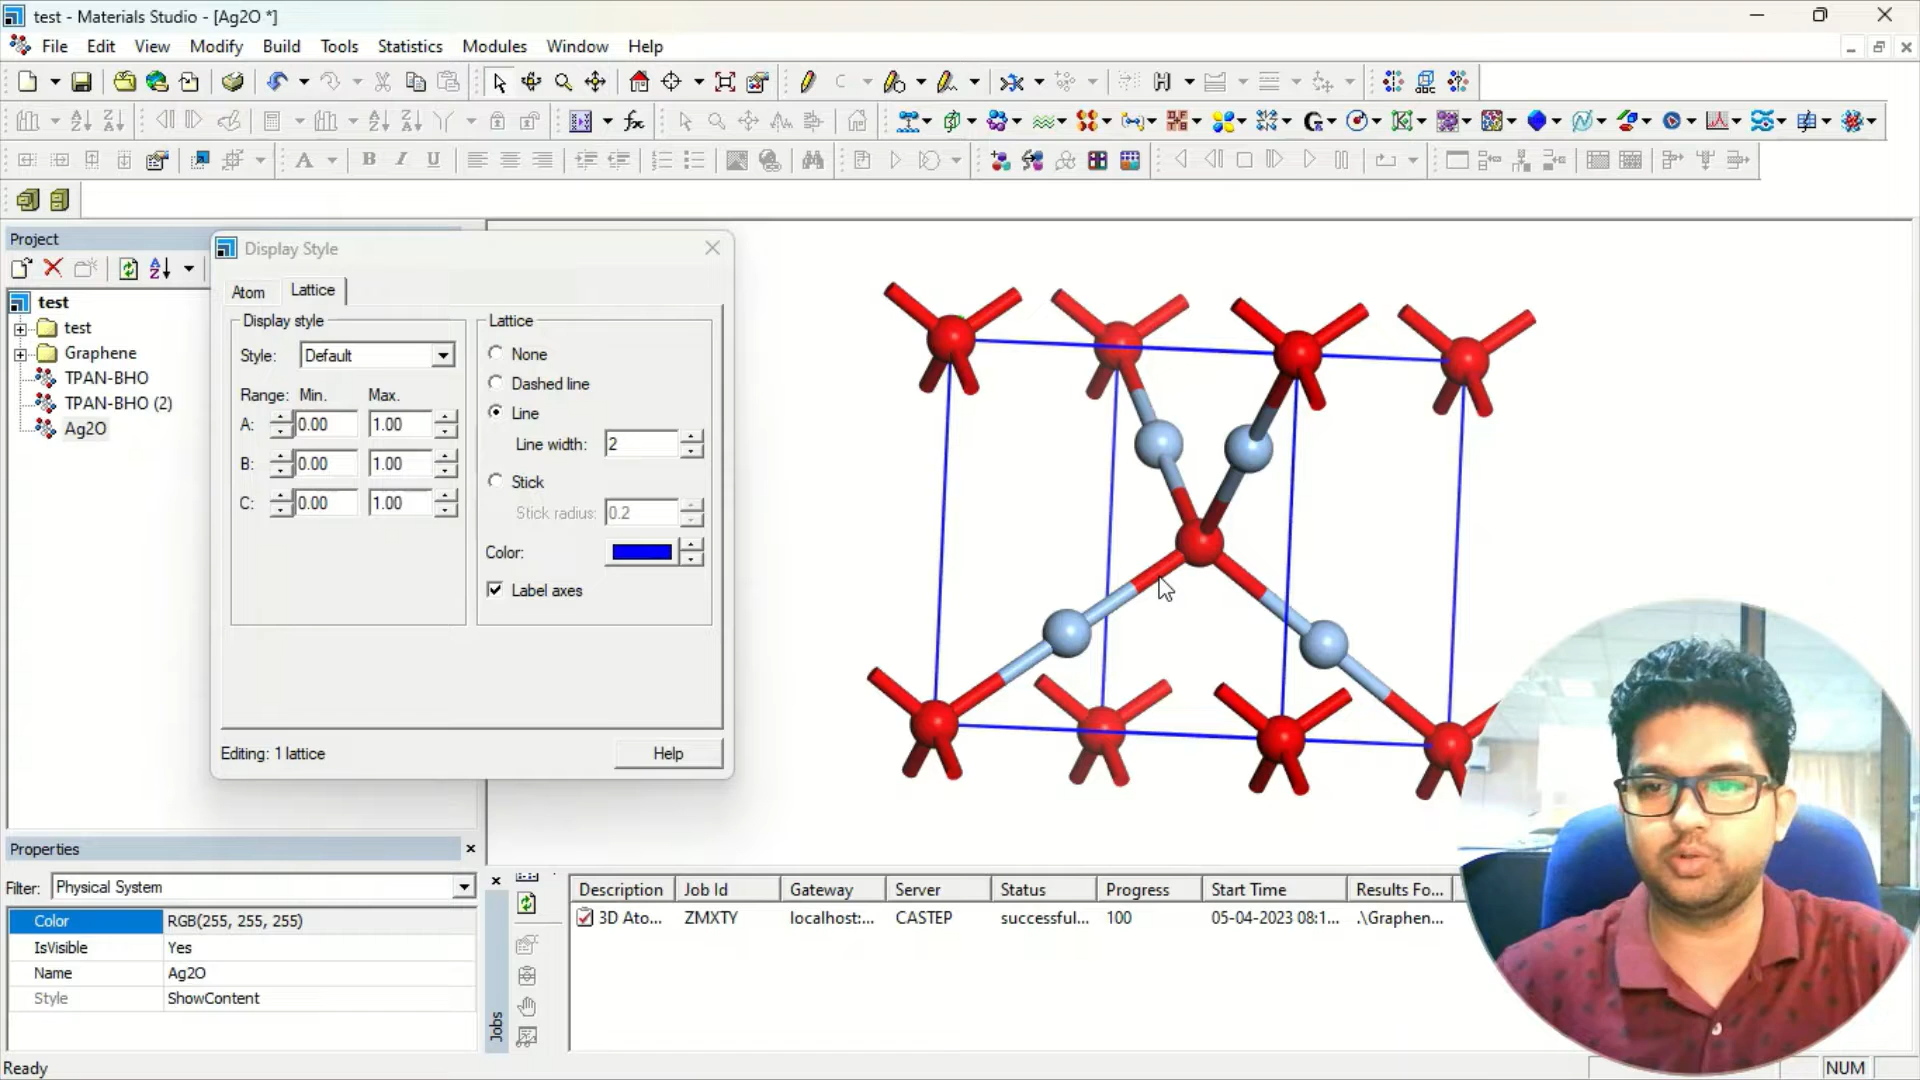 test - Materials Studio - [Ag2O *]
File Edit View Modify Build Tools Statistics Modules Window Help
Project
test
test
Graphene
TPAN-BHO
TPAN-BHO (2)
Ag2O
Display Style
Atom Lattice
Display style
Style: Default
Range: Min. Max.
A: 0.00 1.00
B: 0.00 1.00
C: 0.00 1.00
Lattice
None
Dashed line
Line
Line width: 2
Stick
Stick radius: 0.2
Color:
Label axes
Editing: 1 lattice
Help
Properties
Filter: Physical System
Color RGB(255, 255, 255)
IsVisible Yes
Name Ag2O
Style ShowContent
Jobs
Description Job Id Gateway Server Status Progress Start Time Results Fo...
3D Ato... ZMXTY localhost:... CASTEP successful... 100 05-04-2023 08:1... .\Graphen...
Ready
NUM